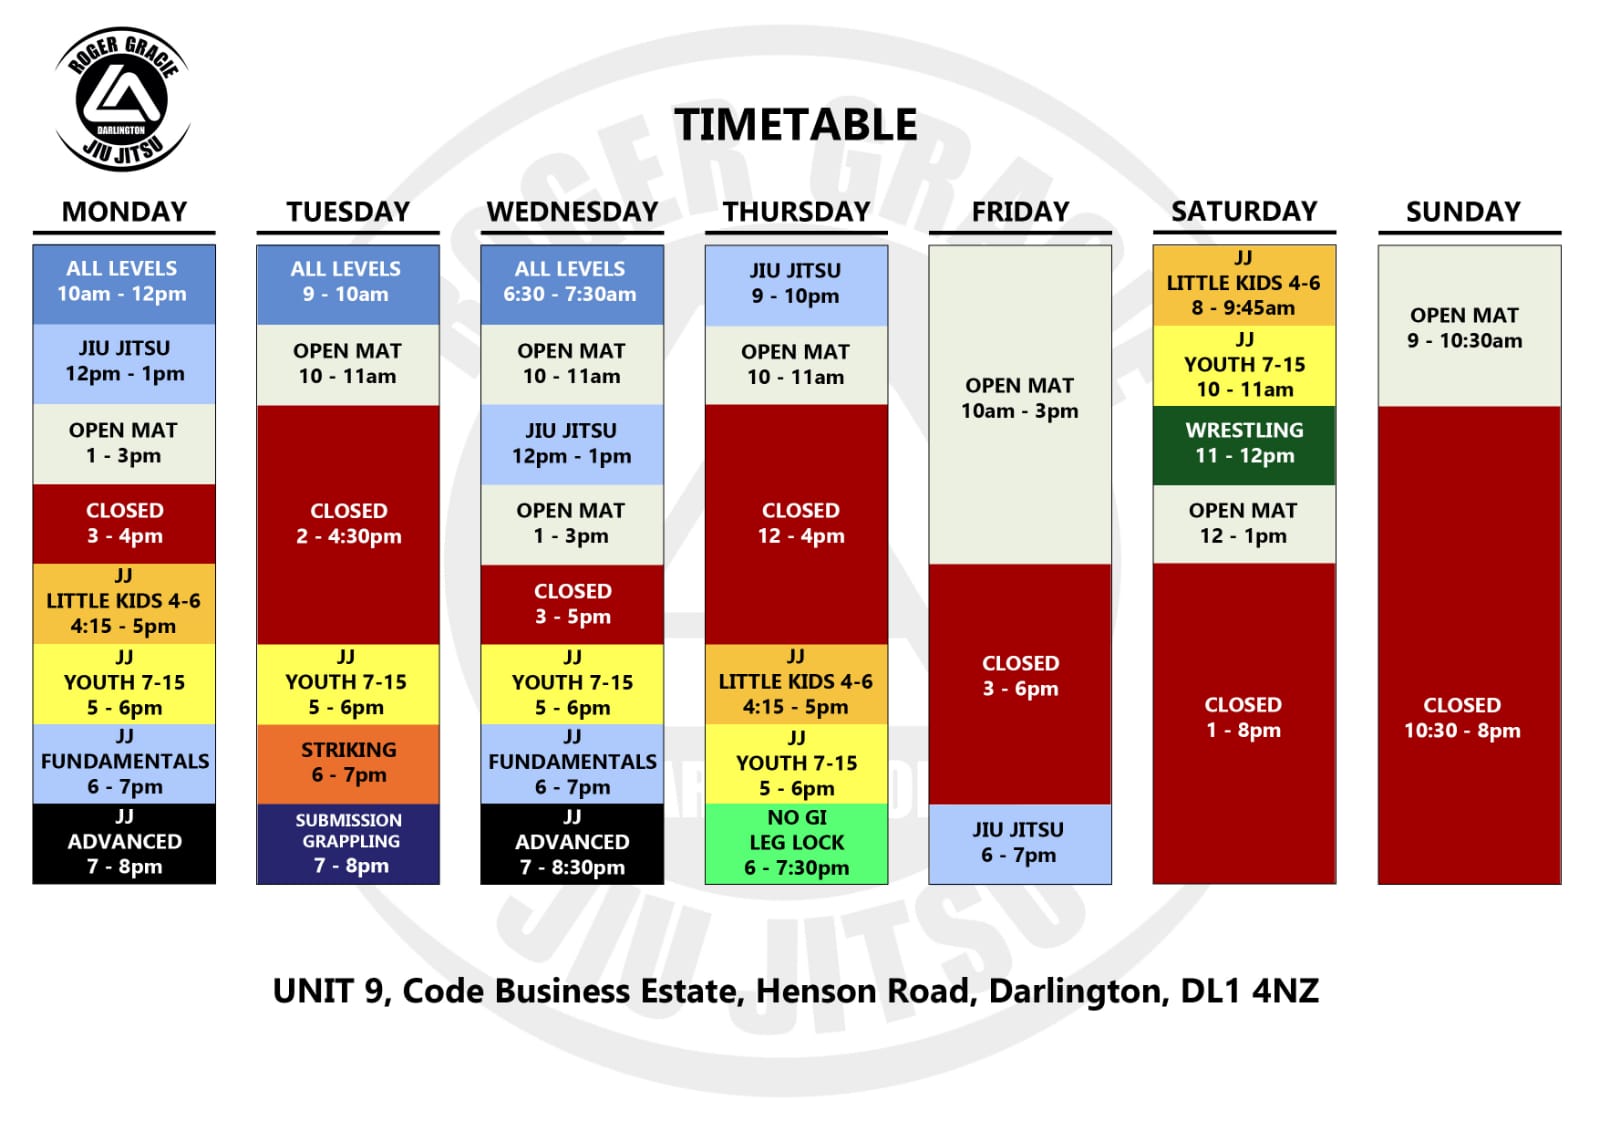 ROGER GRACIE
DARLINGTON
JIU JITSU
TIMETABLE
MONDAY
ALL LEVELS
10am - 12pm
JIU JITSU
12pm - 1pm
OPEN MAT
1 - 3pm
CLOSED
3 - 4pm
JJ
LITTLE KIDS 4-6
4:15 - 5pm
JJ
YOUTH 7-15
5 - 6pm
JJ
FUNDAMENTALS
6 - 7pm
JJ
ADVANCED
7 - 8pm
TUESDAY
ALL LEVELS
9 - 10am
OPEN MAT
10 - 11am
CLOSED
2 - 4:30pm
JJ
YOUTH 7-15
5 - 6pm
STRIKING
6 - 7pm
SUBMISSION
GRAPPLING
7 - 8pm
WEDNESDAY
ALL LEVELS
6:30 - 7:30am
OPEN MAT
10 - 11am
JIU JITSU
12pm - 1pm
OPEN MAT
1 - 3pm
CLOSED
3 - 5pm
JJ
YOUTH 7-15
5 - 6pm
JJ
FUNDAMENTALS
6 - 7pm
JJ
ADVANCED
7 - 8:30pm
THURSDAY
JIU JITSU
9 - 10pm
OPEN MAT
10 - 11am
CLOSED
12 - 4pm
JJ
LITTLE KIDS 4-6
4:15 - 5pm
JJ
YOUTH 7-15
5 - 6pm
NO GI
LEG LOCK
6 - 7:30pm
FRIDAY
OPEN MAT
10am - 3pm
CLOSED
3 - 6pm
JIU JITSU
6 - 7pm
SATURDAY
JJ
LITTLE KIDS 4-6
8 - 9:45am
JJ
YOUTH 7-15
10 - 11am
WRESTLING
11 - 12pm
OPEN MAT
12 - 1pm
CLOSED
1 - 8pm
SUNDAY
OPEN MAT
9 - 10:30am
CLOSED
10:30 - 8pm
UNIT 9, Code Business Estate, Henson Road, Darlington, DL1 4NZ
ROGER GRACIE
JIU JITSU